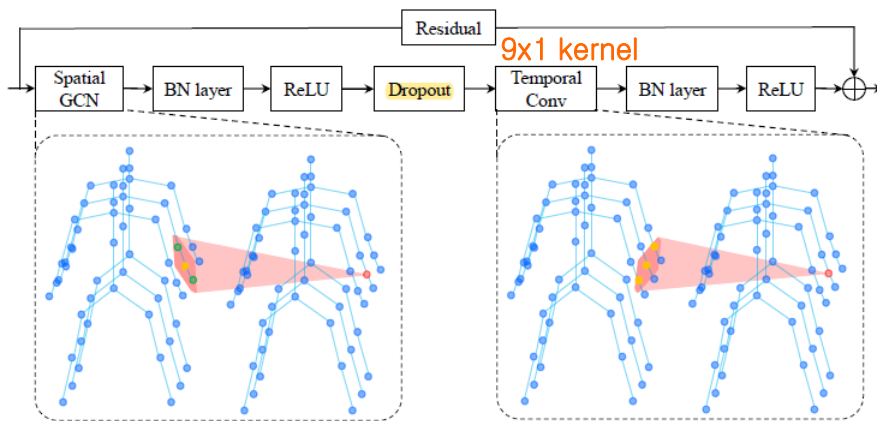 Residual
9x1 kernel
Spatial
GCN
BN layer
ReLU
Dropout
Temporal
Conv
BN layer
ReLU